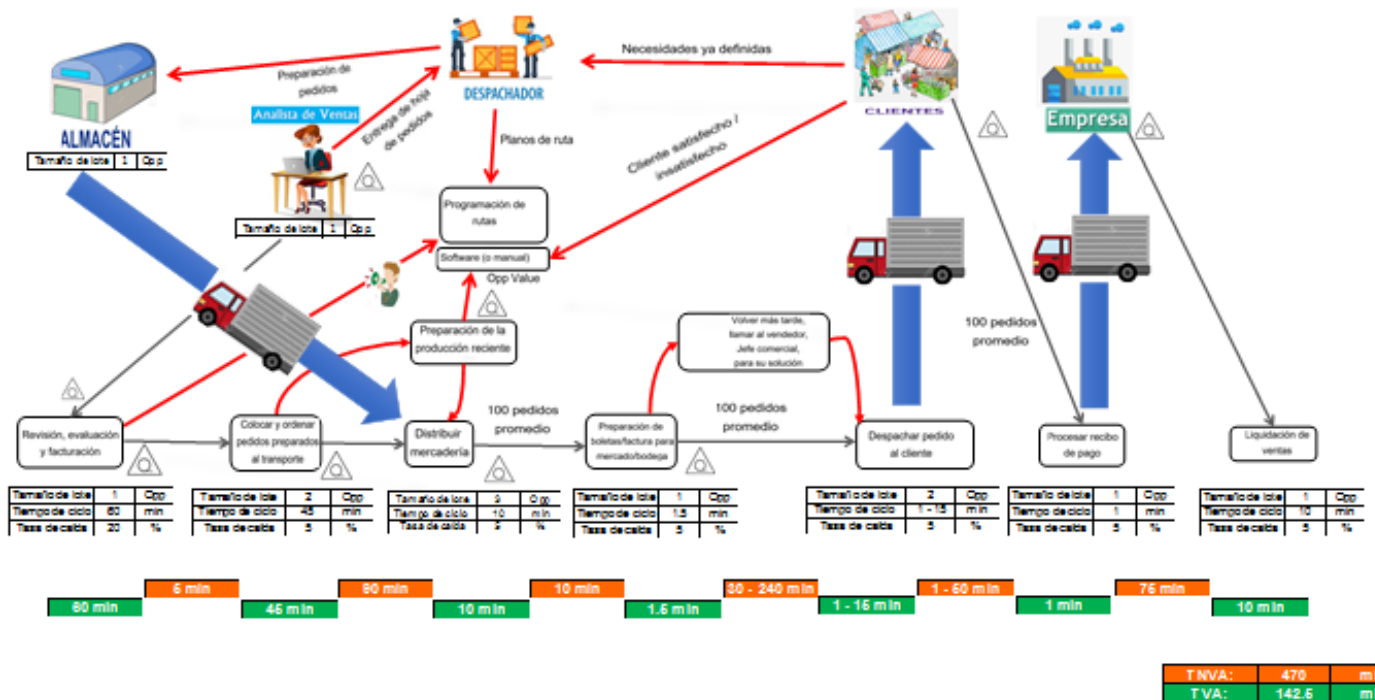 Necesidades ya definidas
Preparación de
pedidos
DESPACHADOR
CLIENTES
Empresa
Analista de Ventas
Entrega de hoja
de pedidos
ALMACÉN
Tamaño de lote 1 Opp
Planos de ruta
Cliente satisfecho /
insatisfecho
Programación de
rutas
Tamaño de lote 1 Opp
Software (o manual)
Opp Value
Preparación de la
producción reciente
Volver más tarde,
llamar al vendedor,
Jefe comercial,
para su solución
100 pedidos
promedio
Revisión, evaluación
y facturación
Colocar y ordenar
pedidos preparados
al transporte
Distribuir
mercadería
100 pedidos
promedio
Preparación de
boletas/factura para
mercado/bodega
100 pedidos
promedio
Despachar pedido
al cliente
Procesar recibo
de pago
Liquidación de
ventas
Tamaño de lote 1 Opp
Tiempo de ciclo 60 min
Tasa de caída 20 %
Tamaño de lote 2 Opp
Tiempo de ciclo 45 min
Tasa de caída 5 %
Tamaño de lote 3 Opp
Tiempo de ciclo 10 min
Tasa de caída 5 %
Tamaño de lote 1 Opp
Tiempo de ciclo 1.5 min
Tasa de caída 5 %
Tamaño de lote 2 Opp
Tiempo de ciclo 1 - 15 min
Tasa de caída 5 %
Tamaño de lote 1 Opp
Tiempo de ciclo 1 min
Tasa de caída 5 %
Tamaño de lote 1 Opp
Tiempo de ciclo 10 min
Tasa de caída 5 %
5 min
90 min
10 min
30 - 240 min
75 min
60 min
45 min
10 min
1.5 min
1 - 15 min
1 min
10 min
TNVA: 470
TVA: 142.5